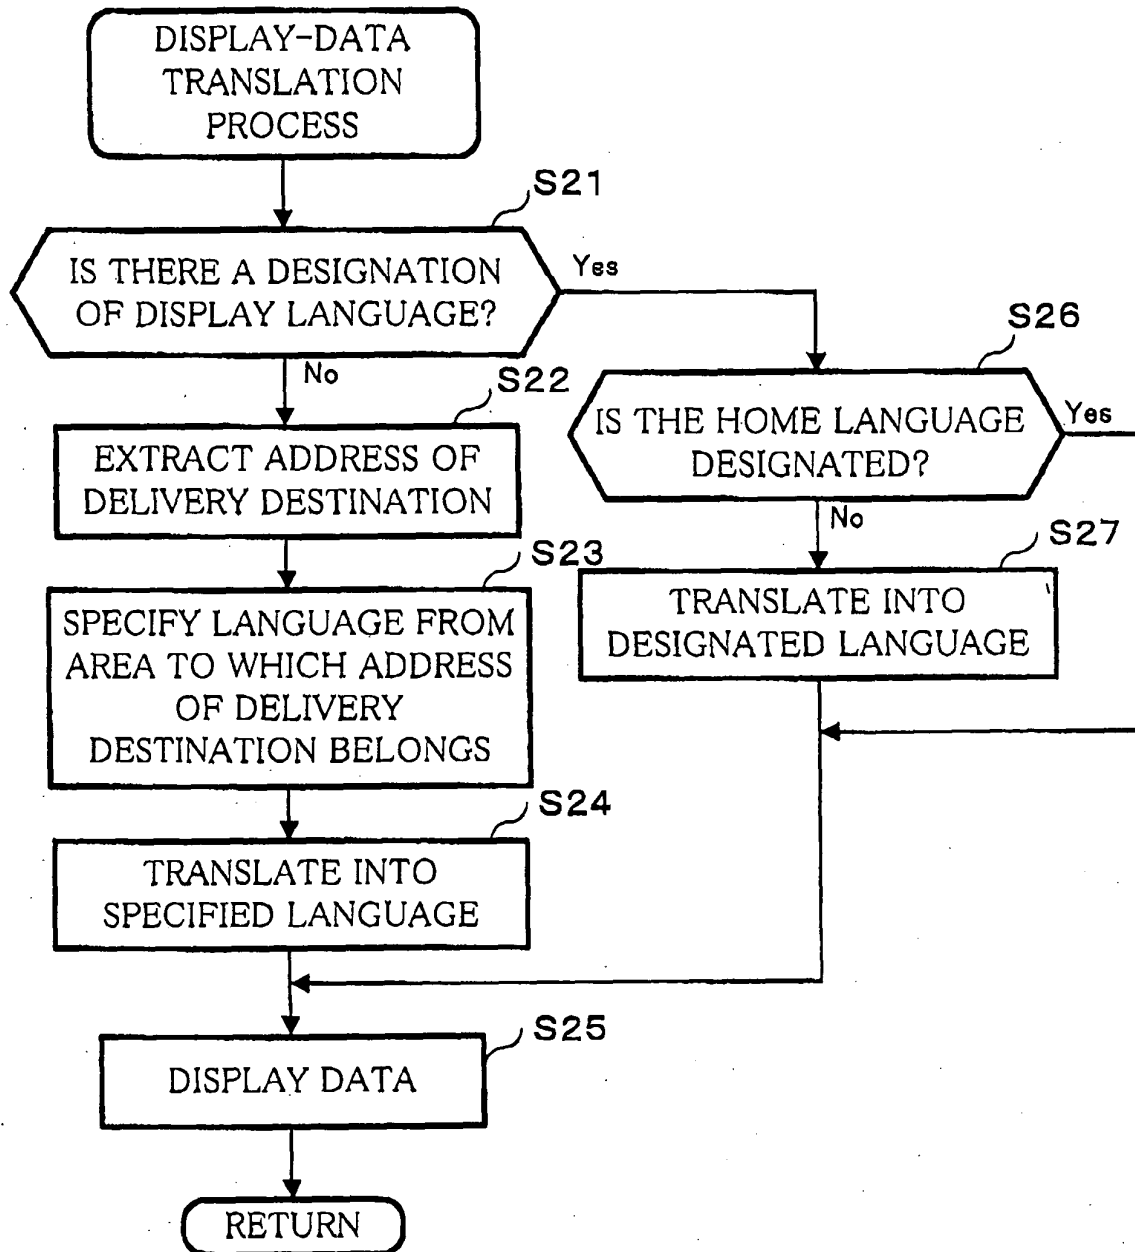 DISPLAY-DATA
TRANSLATION
PROCESS
S21
IS THERE A DESIGNATION
OF DISPLAY LANGUAGE?
Yes
No
S22
EXTRACT ADDRESS OF
DELIVERY DESTINATION
S23
SPECIFY LANGUAGE FROM
AREA TO WHICH ADDRESS
OF DELIVERY
DESTINATION BELONGS
S24
TRANSLATE INTO
SPECIFIED LANGUAGE
S26
IS THE HOME LANGUAGE
DESIGNATED?
Yes
No
S27
TRANSLATE INTO
DESIGNATED LANGUAGE
S25
DISPLAY DATA
RETURN